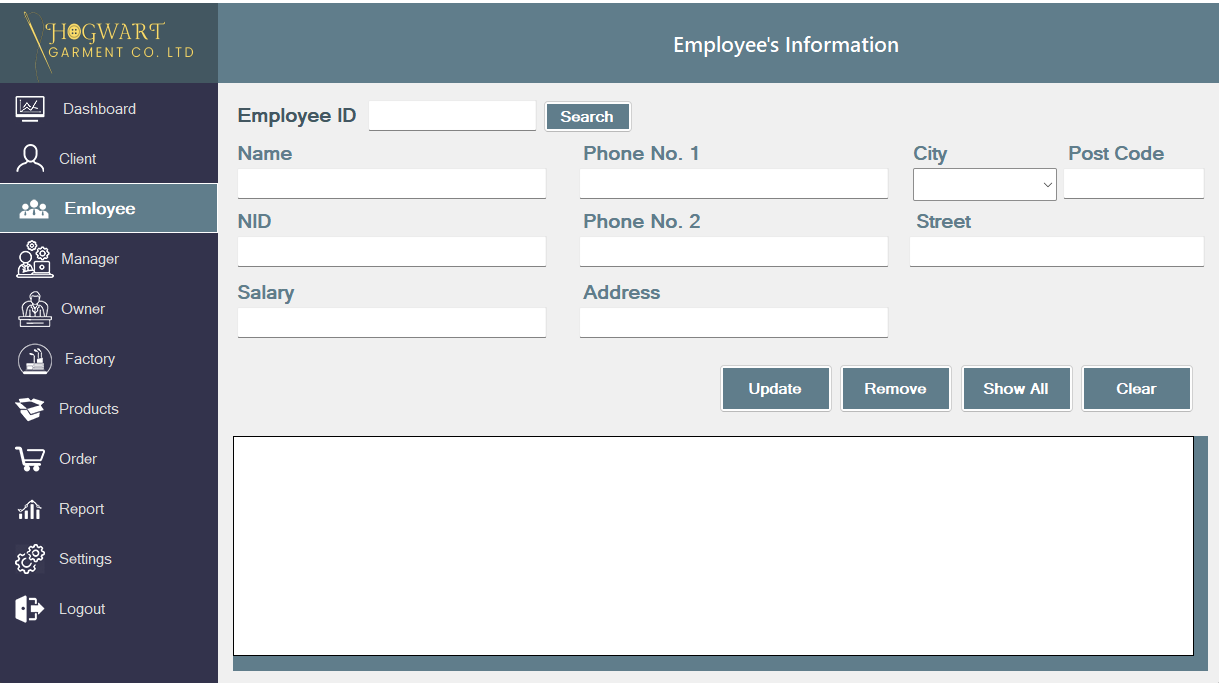 HOGWART
GARMENT CO. LTD
Employee's Information
Dashboard
Client
Emloyee
Manager
Owner
Factory
Products
Order
Report
Settings
Logout
Employee ID
Search
Name
Phone No. 1
City
Post Code
NID
Phone No. 2
Street
Salary
Address
Update
Remove
Show All
Clear